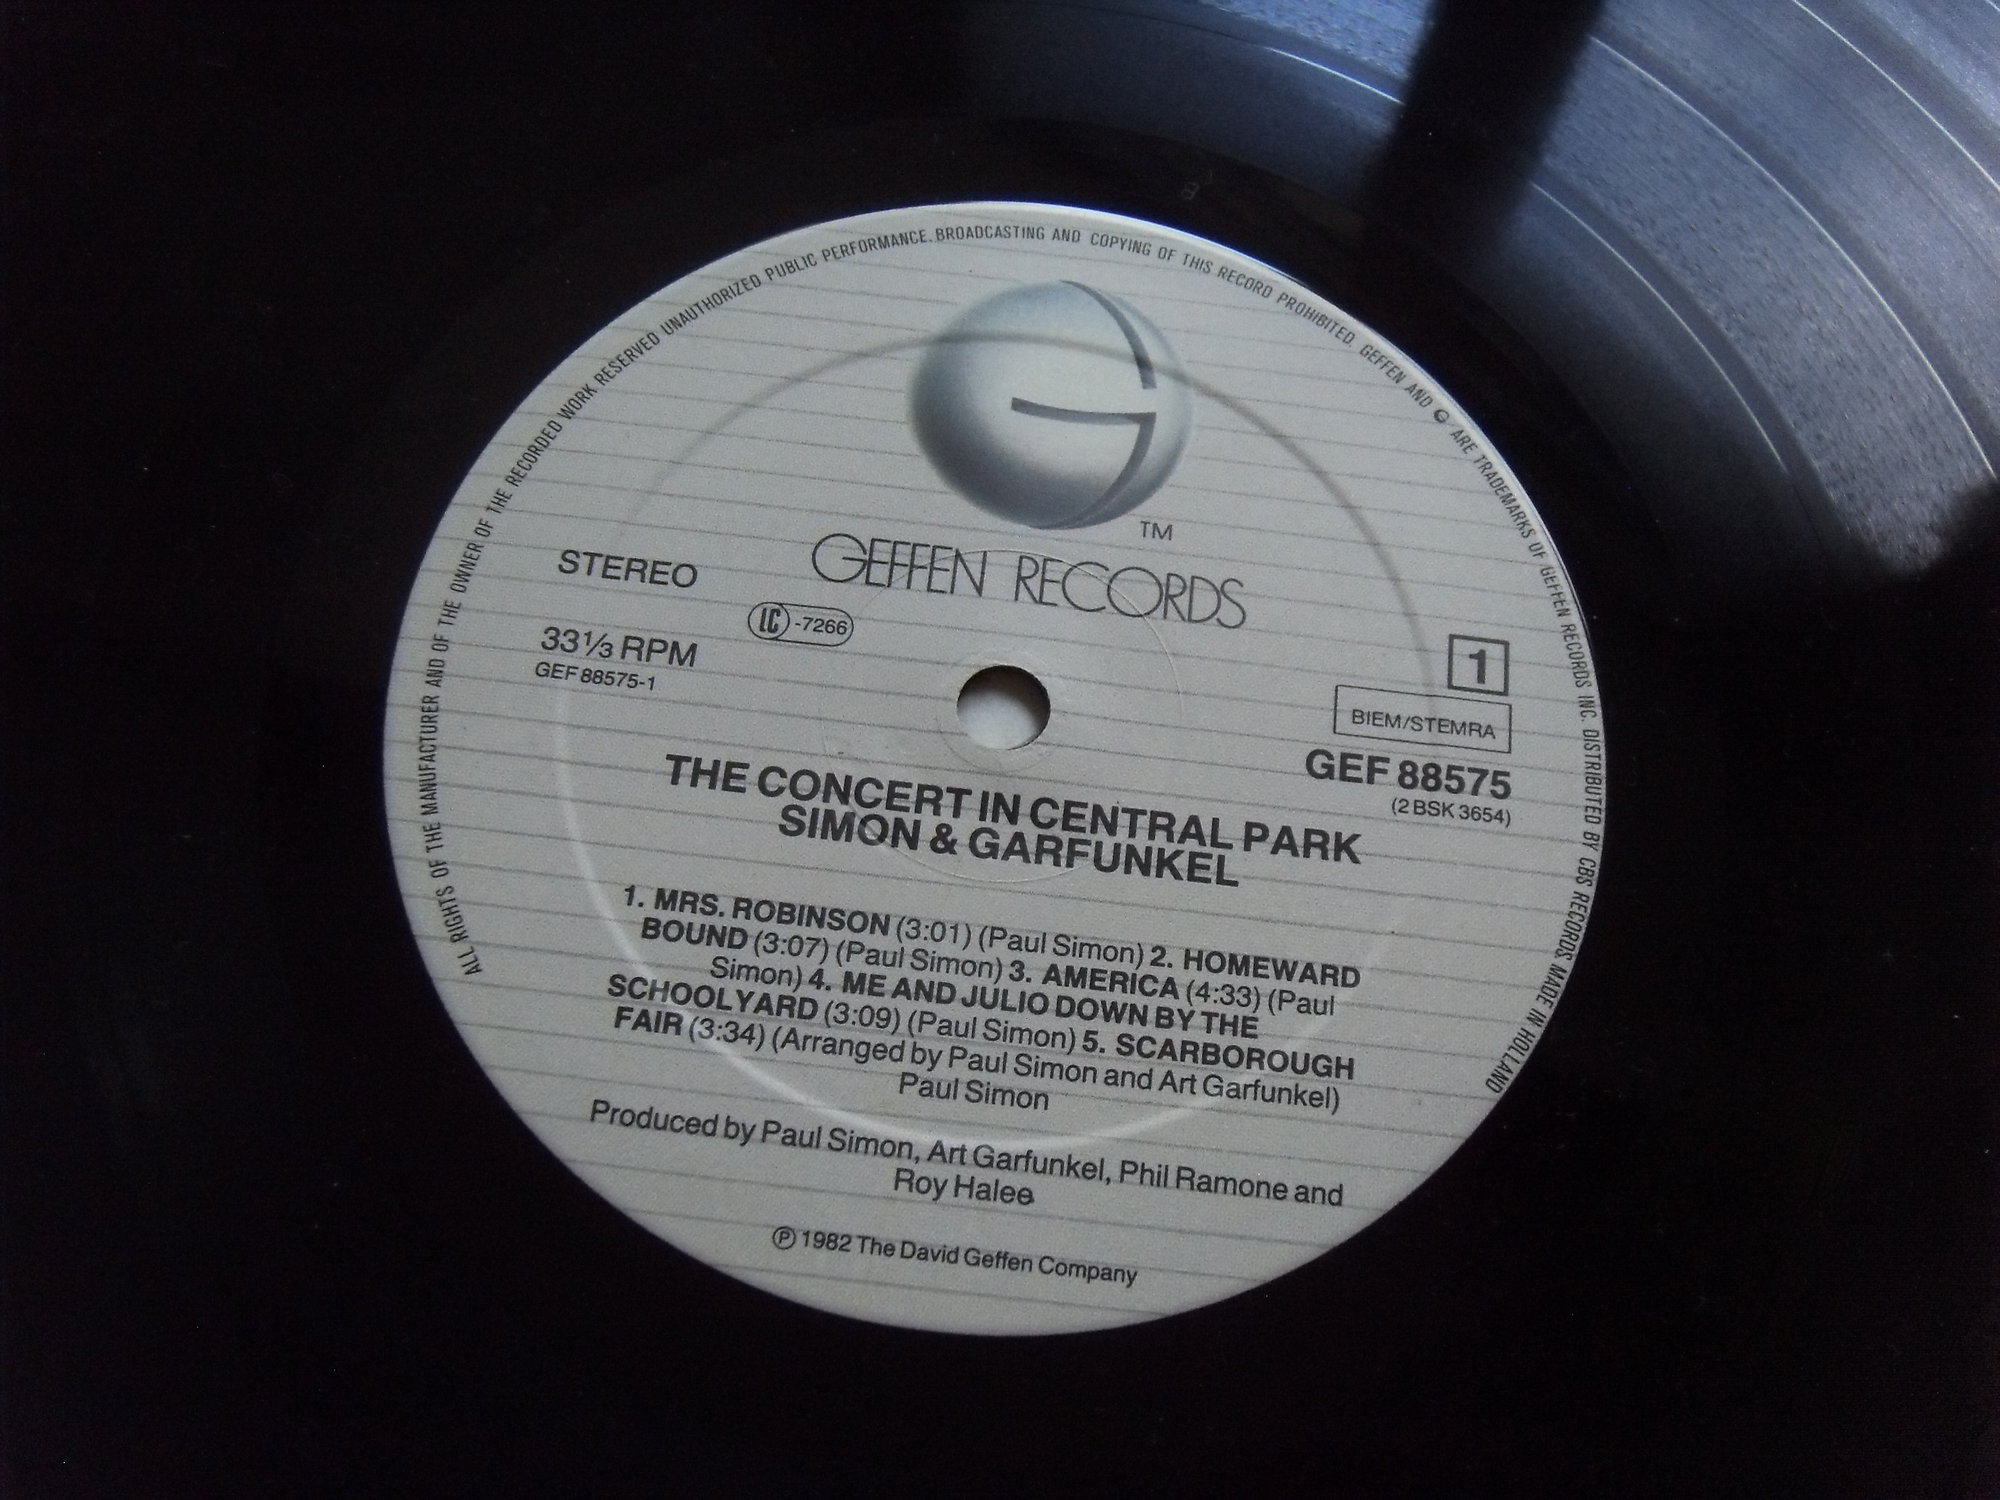 ALL RIGHTS OF THE MANUFACTURER AND OF THE OWNER OF THE RECORDED WORK RESERVED UNAUTHORIZED PUBLIC PERFORMANCE. BROADCASTING AND COPYING OF THIS RECORD PROHIBITED. GEFFEN AND G ARE TRADEMARKS OF GEFFEN RECORDS INC. DISTRIBUTED BY CBS RECORDS. MADE IN HOLLAND
TM
GEFFEN RECORDS
STEREO
LC -7266
33⅓ RPM
GEF 88575-1
1
BIEM/STEMRA
GEF 88575
(2 BSK 3654)
THE CONCERT IN CENTRAL PARK
SIMON & GARFUNKEL
1. MRS. ROBINSON (3:01) (Paul Simon) 2. HOMEWARD
BOUND (3:07) (Paul Simon) 3. AMERICA (4:33) (Paul
Simon) 4. ME AND JULIO DOWN BY THE
SCHOOLYARD (3:09) (Paul Simon) 5. SCARBOROUGH
FAIR (3:34) (Arranged by Paul Simon and Art Garfunkel)
Paul Simon
Produced by Paul Simon, Art Garfunkel, Phil Ramone and
Roy Halee
℗ 1982 The David Geffen Company